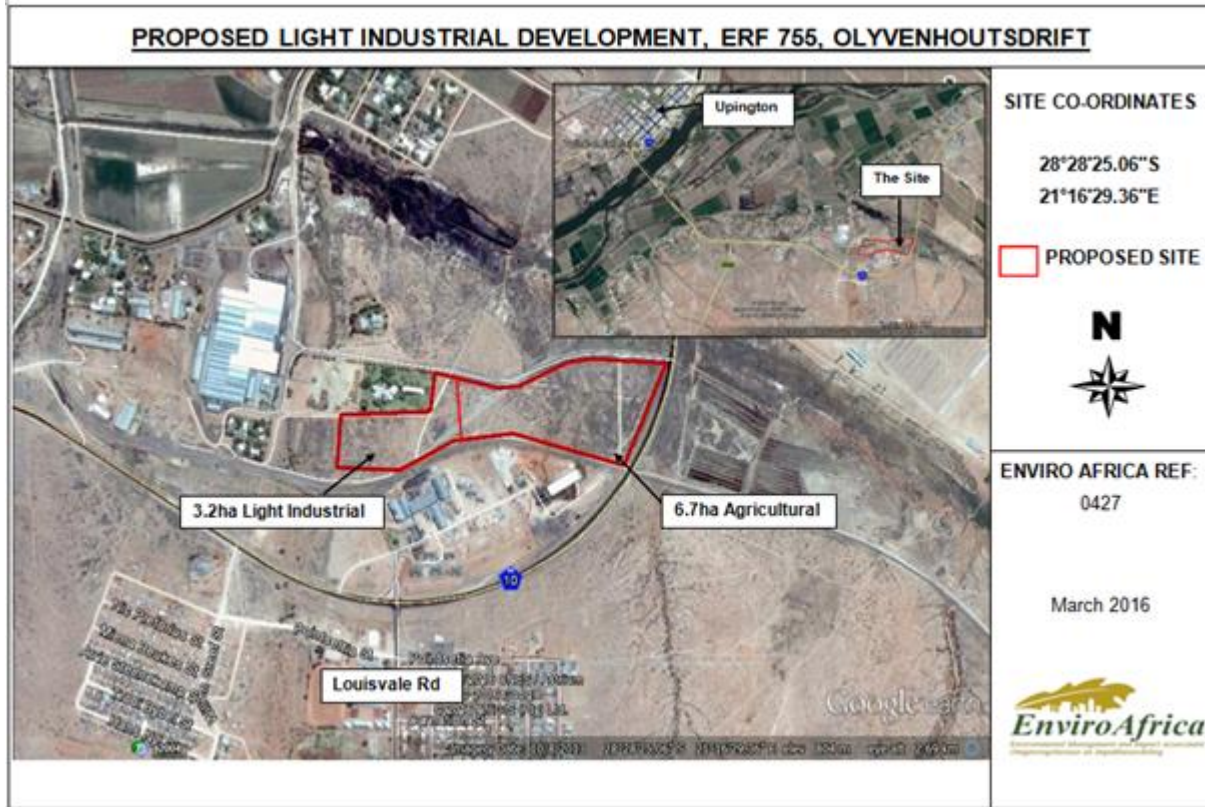 PROPOSED LIGHT INDUSTRIAL DEVELOPMENT, ERF 755, OLYVENHOUTSDRIFT
Upington
The Site
3.2ha Light Industrial
6.7ha Agricultural
10
Louisvale Rd
Google earth
SITE CO-ORDINATES
28°28'25.06"S
21°16'29.36"E
PROPOSED SITE
N
ENVIRO AFRICA REF:
0427
March 2016
EnviroAfrica